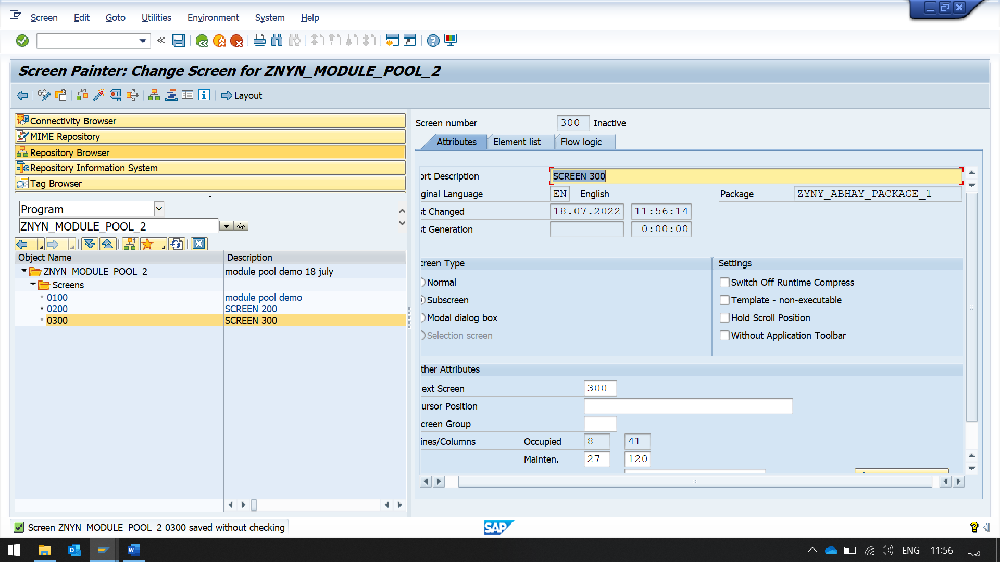 Screen Edit Goto Utilities Environment System Help
Screen Painter: Change Screen for ZNYN_MODULE_POOL_2
Layout
Connectivity Browser
MIME Repository
Repository Browser
Repository Information System
Tag Browser
Program
ZNYN_MODULE_POOL_2
Object Name Description
ZNYN_MODULE_POOL_2 module pool demo 18 july
Screens
0100 module pool demo
0200 SCREEN 200
0300 SCREEN 300
Screen number 300 Inactive
Attributes Element list Flow logic
ort Description SCREEN 300
ginal Language EN English Package ZYNY_ABHAY_PACKAGE_1
t Changed 18.07.2022 11:56:14
t Generation 0:00:00
creen Type Settings
Normal Switch Off Runtime Compress
Subscreen Template - non-executable
Modal dialog box Hold Scroll Position
Selection screen Without Application Toolbar
ther Attributes
ext Screen 300
ursor Position
creen Group
ines/Columns Occupied 8 41
Mainten. 27 120
Screen ZNYN_MODULE_POOL_2 0300 saved without checking
SAP
ENG 11:56